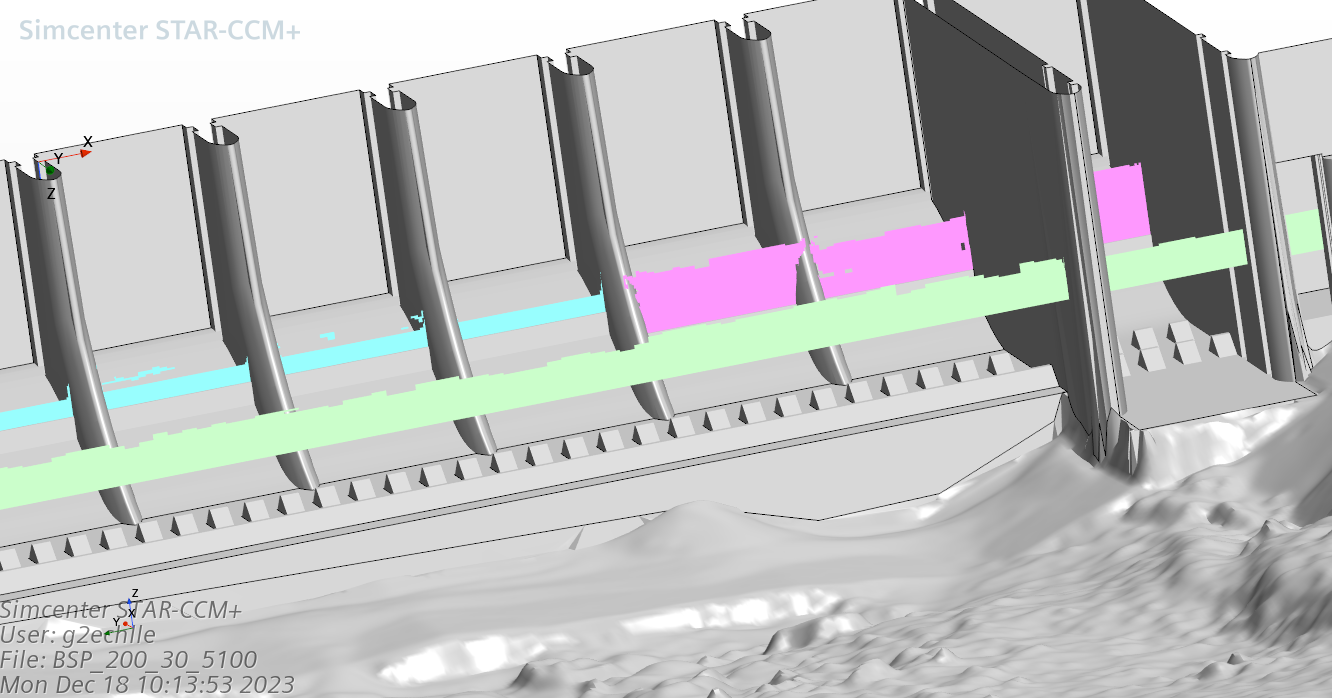 Simcenter STAR-CCM+
X
Y
Z
Z
X
Y
Simcenter STAR-CCM+
User: g2echile
File: BSP_200_30_5100
Mon Dec 18 10:13:53 2023